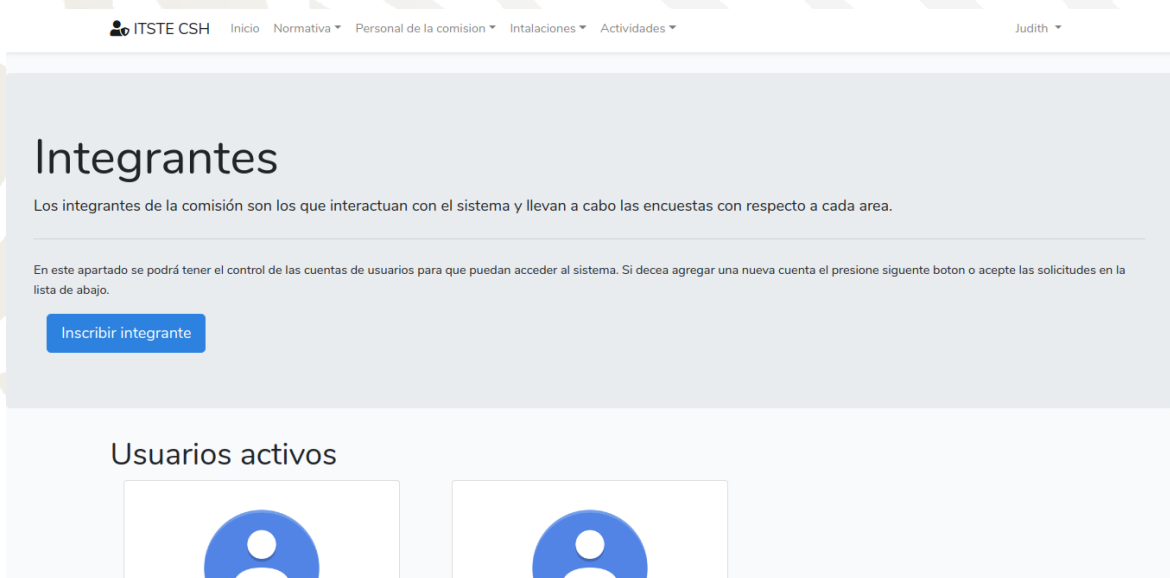 ITSTE CSH Inicio Normativa Personal de la comision Intalaciones Actividades Judith
Integrantes
Los integrantes de la comisión son los que interactuan con el sistema y llevan a cabo las encuestas con respecto a cada area.
En este apartado se podrá tener el control de las cuentas de usuarios para que puedan acceder al sistema. Si decea agregar una nueva cuenta el presione siguente boton o acepte las solicitudes en la
lista de abajo.
Inscribir integrante
Usuarios activos